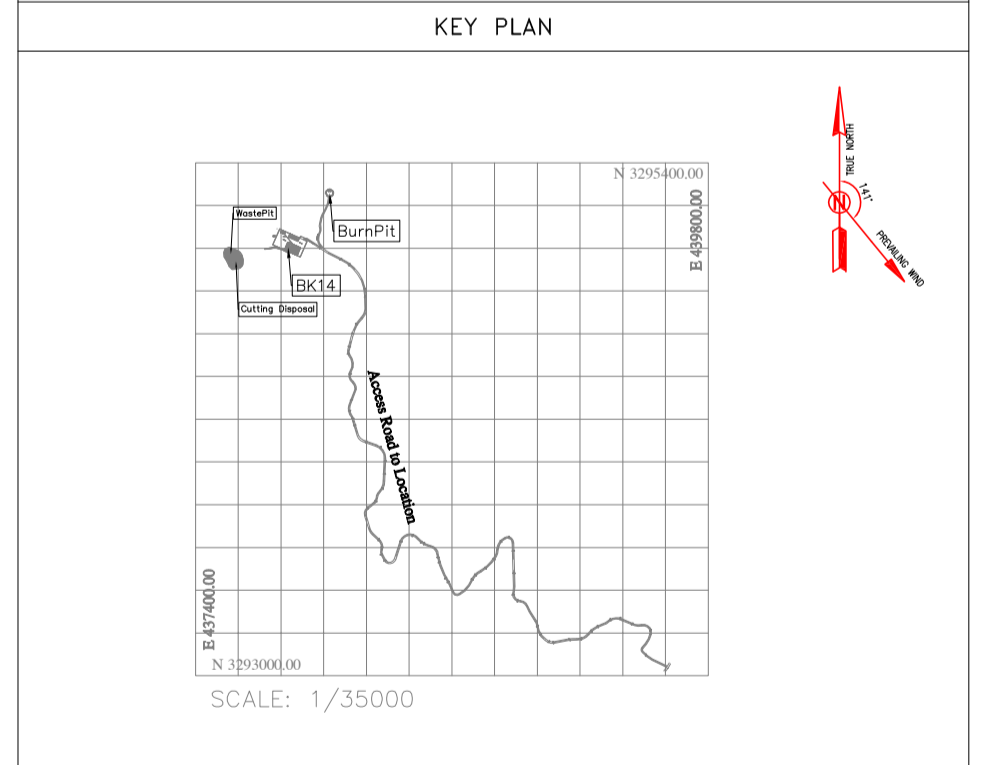 KEY PLAN
TRUE NORTH
141°
N
PREVAILING WIND
N 3295400.00
E 439800.00
WastePit
BurnPit
BK14
Cutting Disposal
Access Road to Location
E 437400.00
N 3293000.00
SCALE: 1/35000